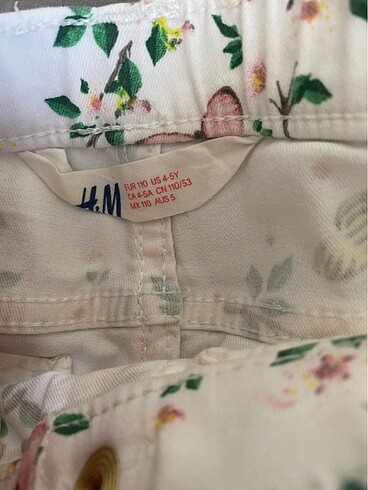 H&M
EUR 110 US 4-5Y
CA 4-5A CN 110/53
MX 110 AUS 5